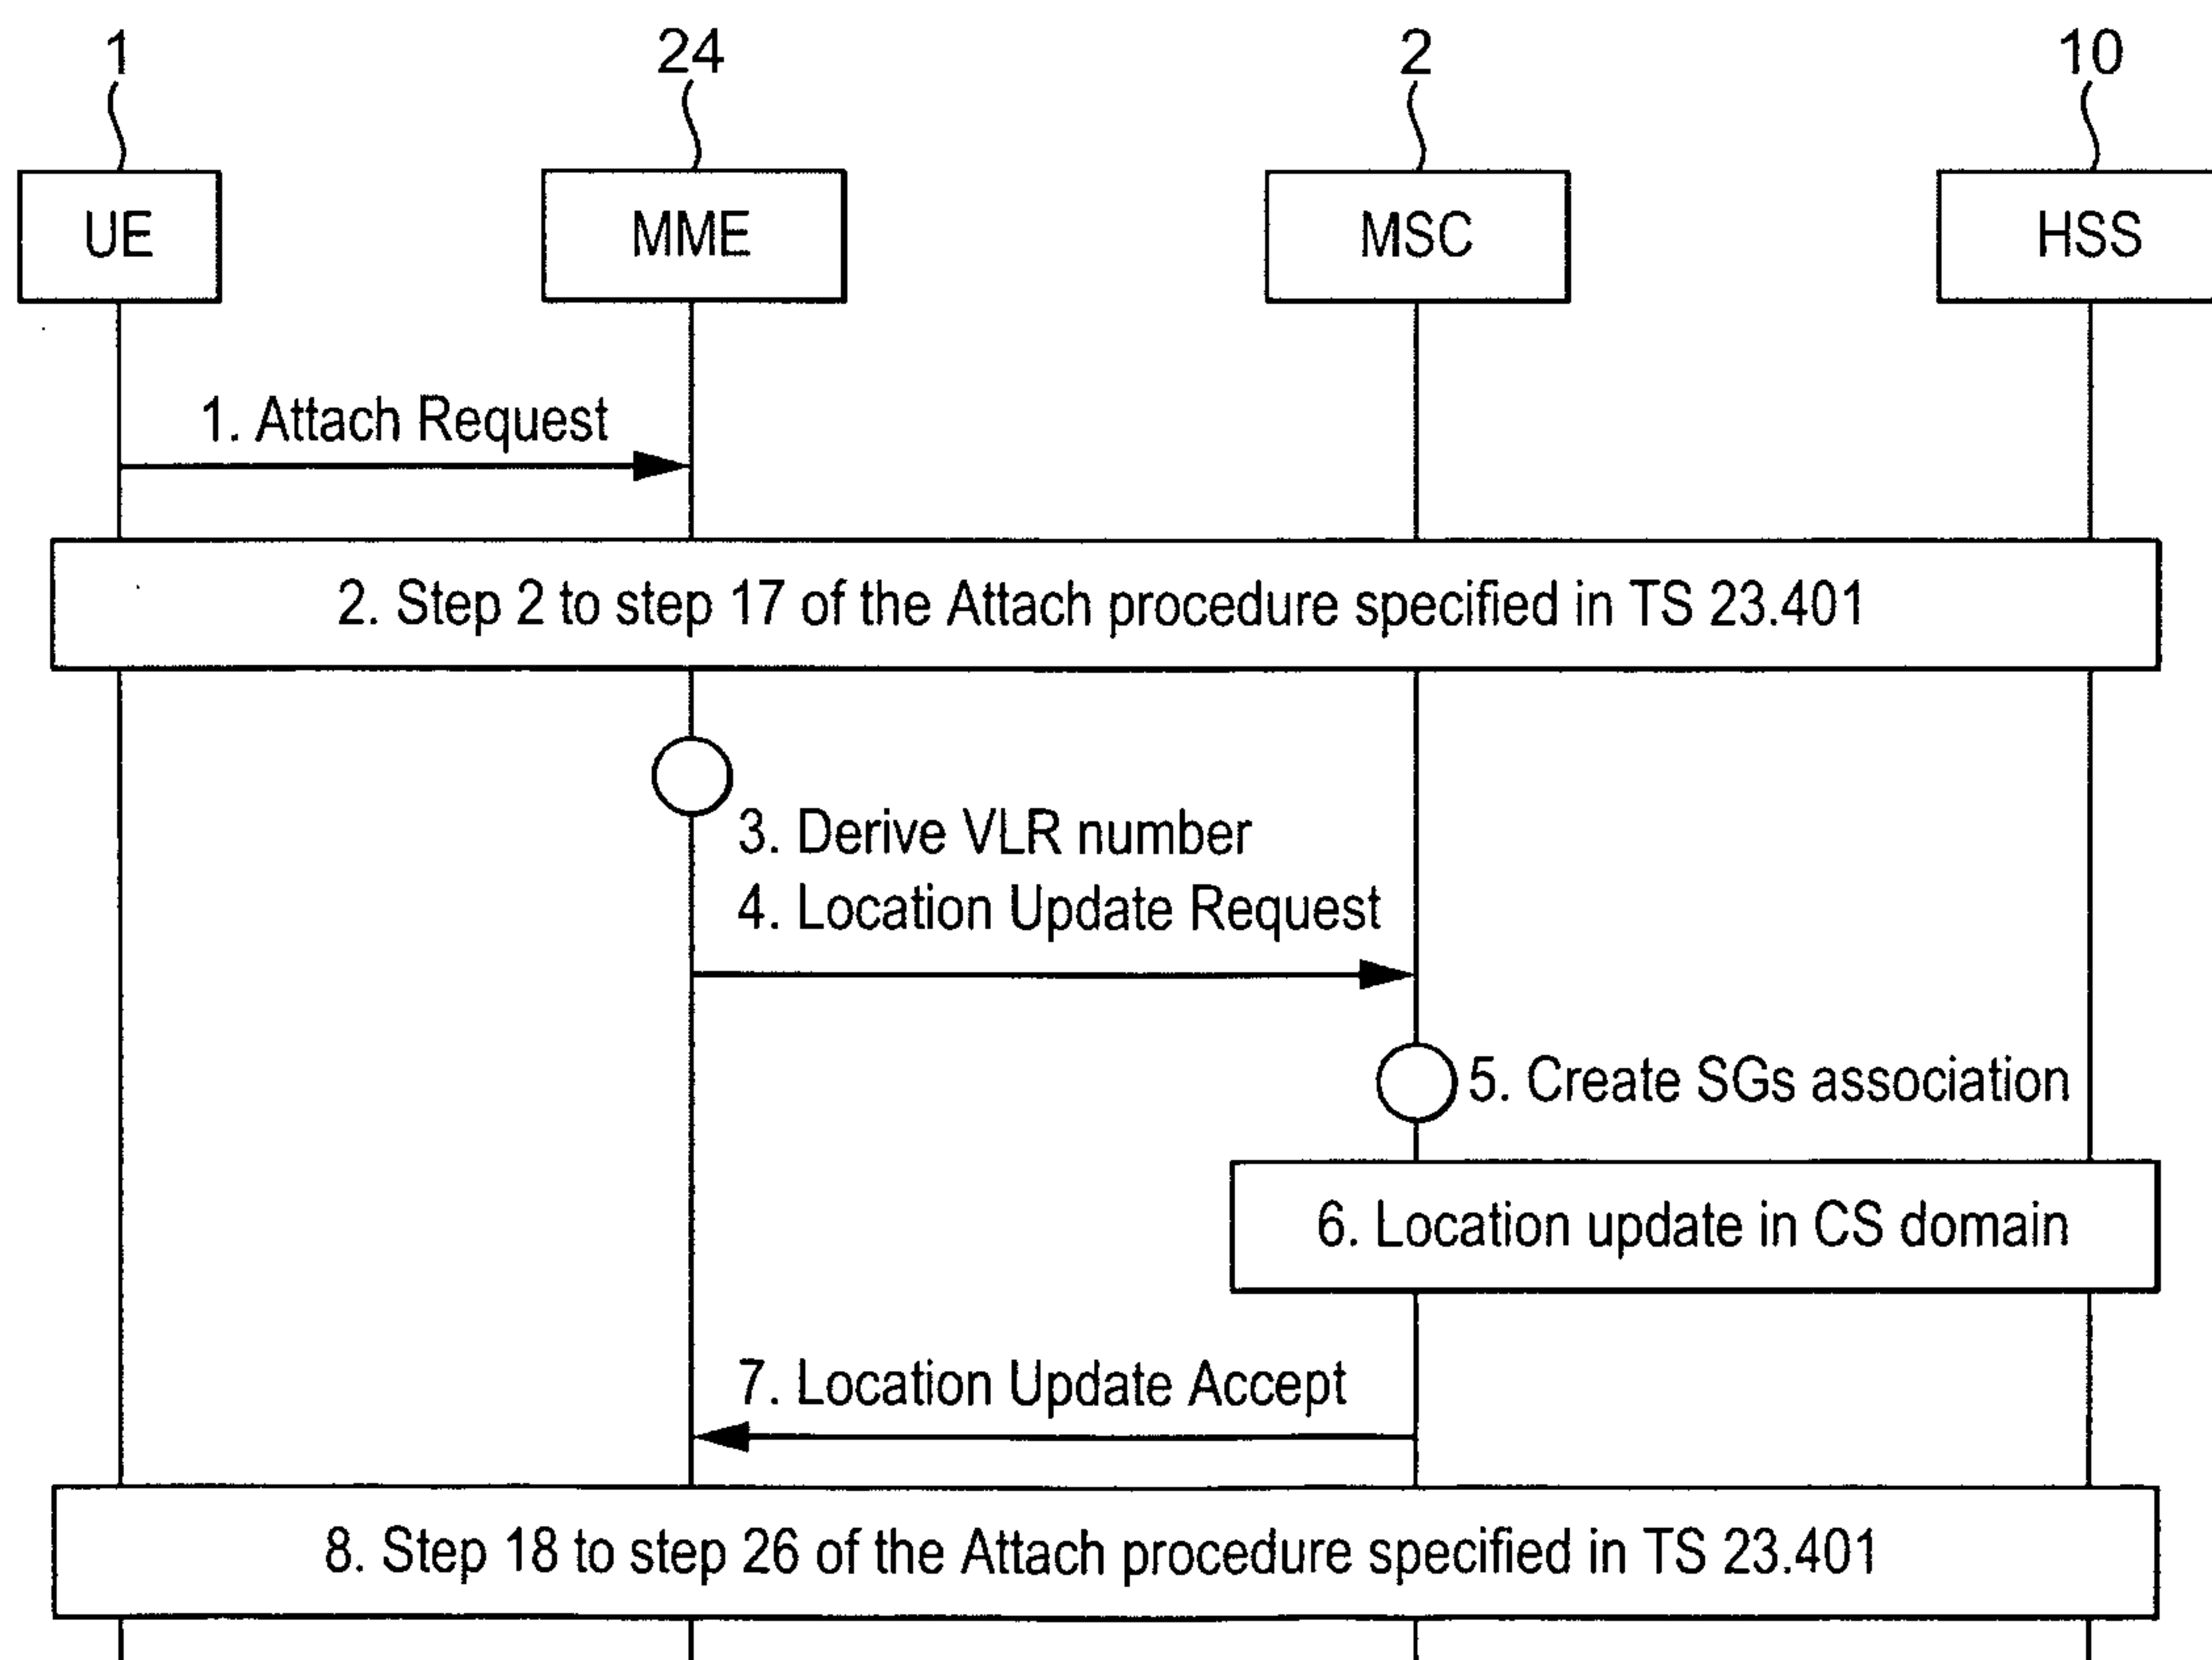 1
24
2
10
UE
MME
MSC
HSS
1. Attach Request
2. Step 2 to step 17 of the Attach procedure specified in TS 23.401
3. Derive VLR number
4. Location Update Request
5. Create SGs association
6. Location update in CS domain
7. Location Update Accept
8. Step 18 to step 26 of the Attach procedure specified in TS 23.401